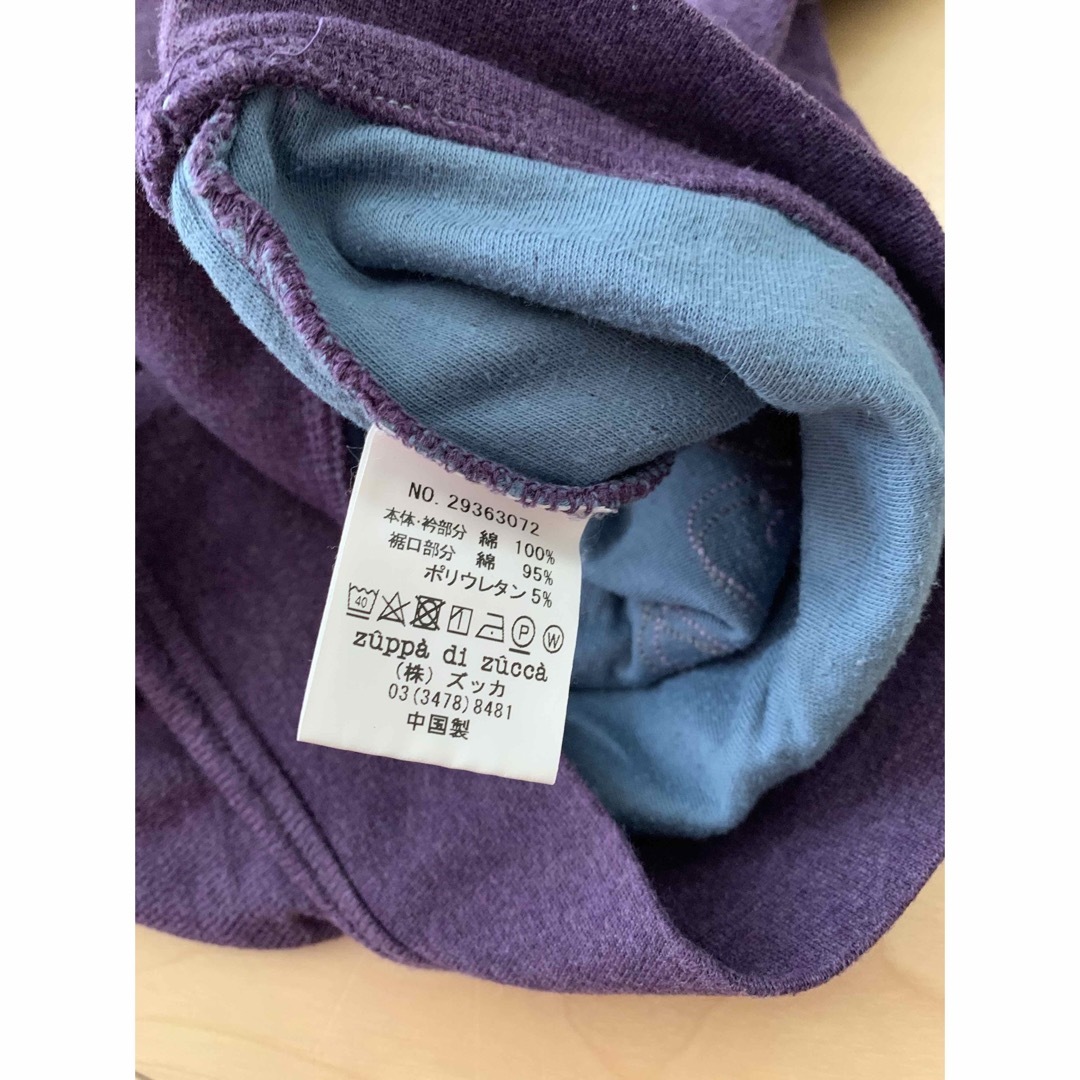 NO. 29363072
本体・衿部分 綿 100%
裾口部分 綿 95%
ポリウレタン 5%
40 P W
zûppà di zûccà
(株) ズッカ
03(3478)8481
中国製